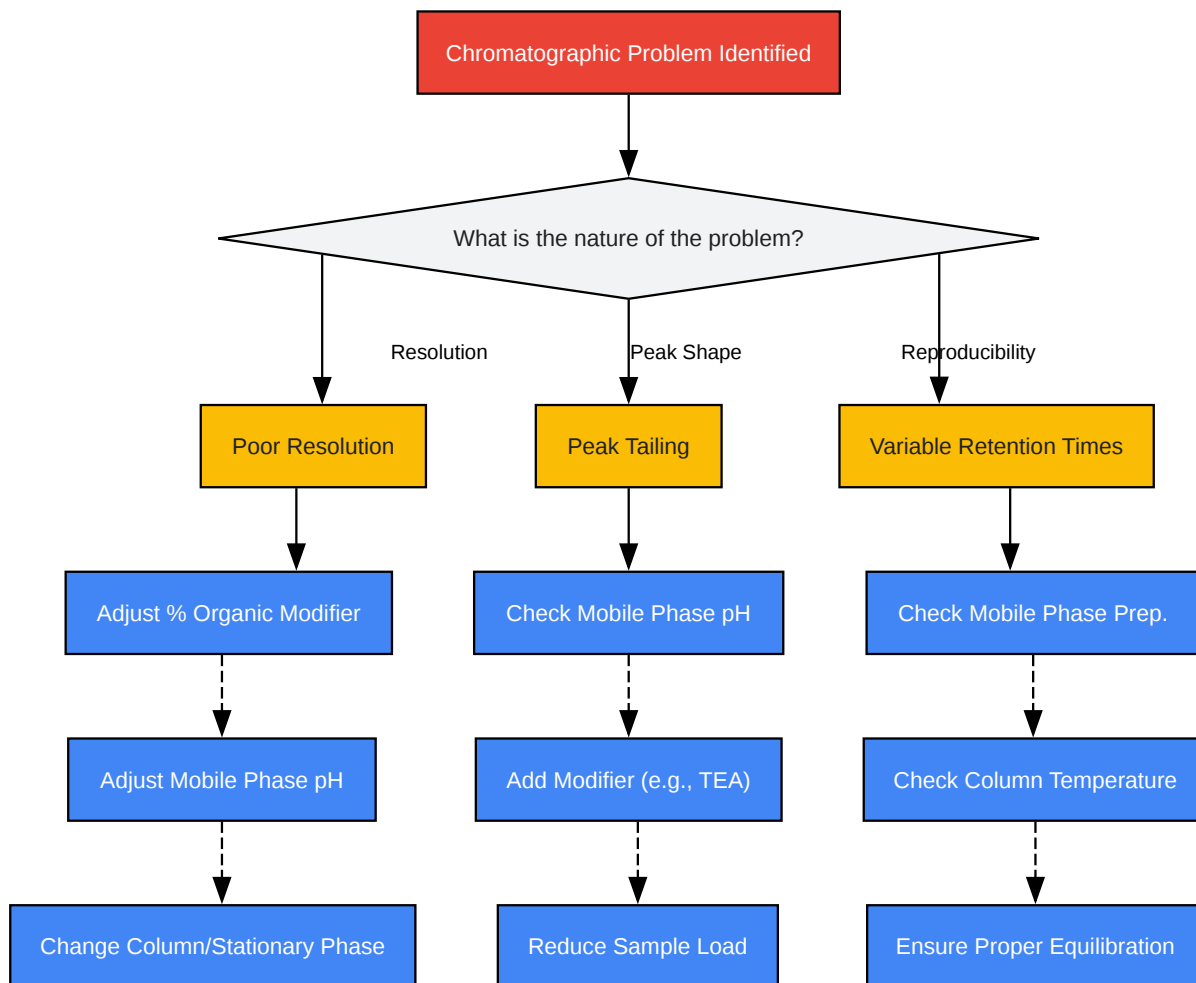 Chromatographic Problem Identified
What is the nature of the problem?
Resolution
Peak Shape
Reproducibility
Poor Resolution
Peak Tailing
Variable Retention Times
Adjust % Organic Modifier
Check Mobile Phase pH
Check Mobile Phase Prep.
Adjust Mobile Phase pH
Add Modifier (e.g., TEA)
Check Column Temperature
Change Column/Stationary Phase
Reduce Sample Load
Ensure Proper Equilibration